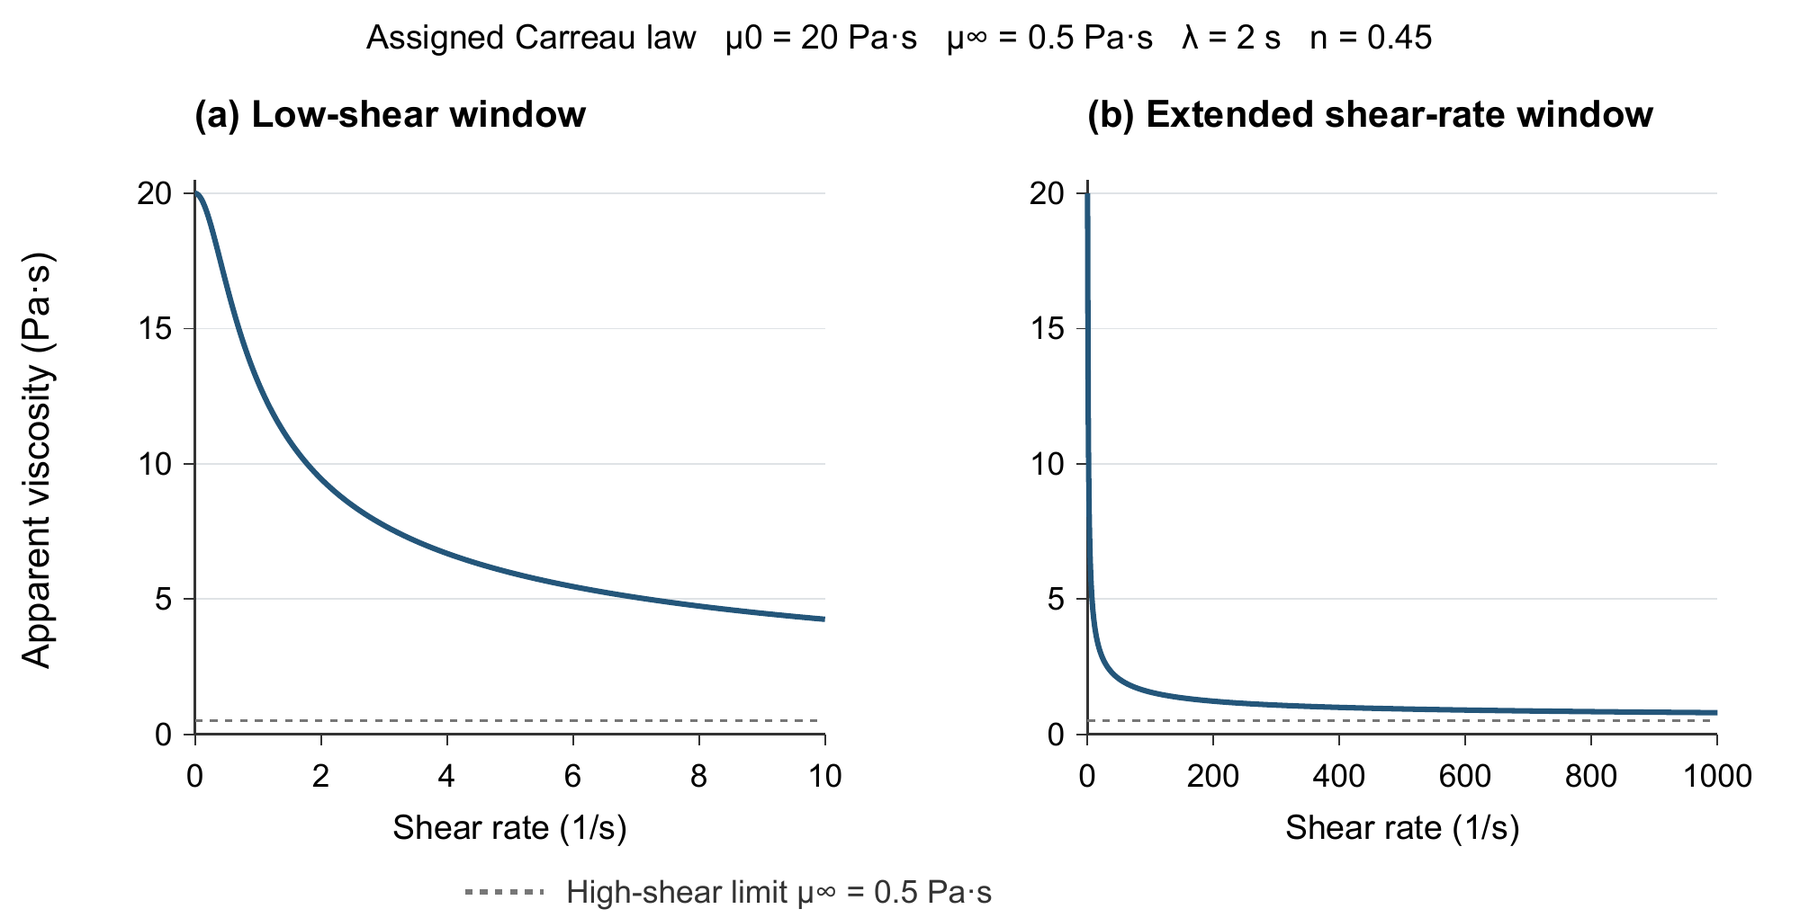 Assigned Carreau law μ0 = 20 Pa·s μ∞ = 0.5 Pa·s λ = 2 s n = 0.45
(a) Low-shear window
Apparent viscosity (Pa·s)
20
15
10
5
0
0 2 4 6 8 10
Shear rate (1/s)
(b) Extended shear-rate window
20
15
10
5
0
0 200 400 600 800 1000
Shear rate (1/s)
High-shear limit μ∞ = 0.5 Pa·s